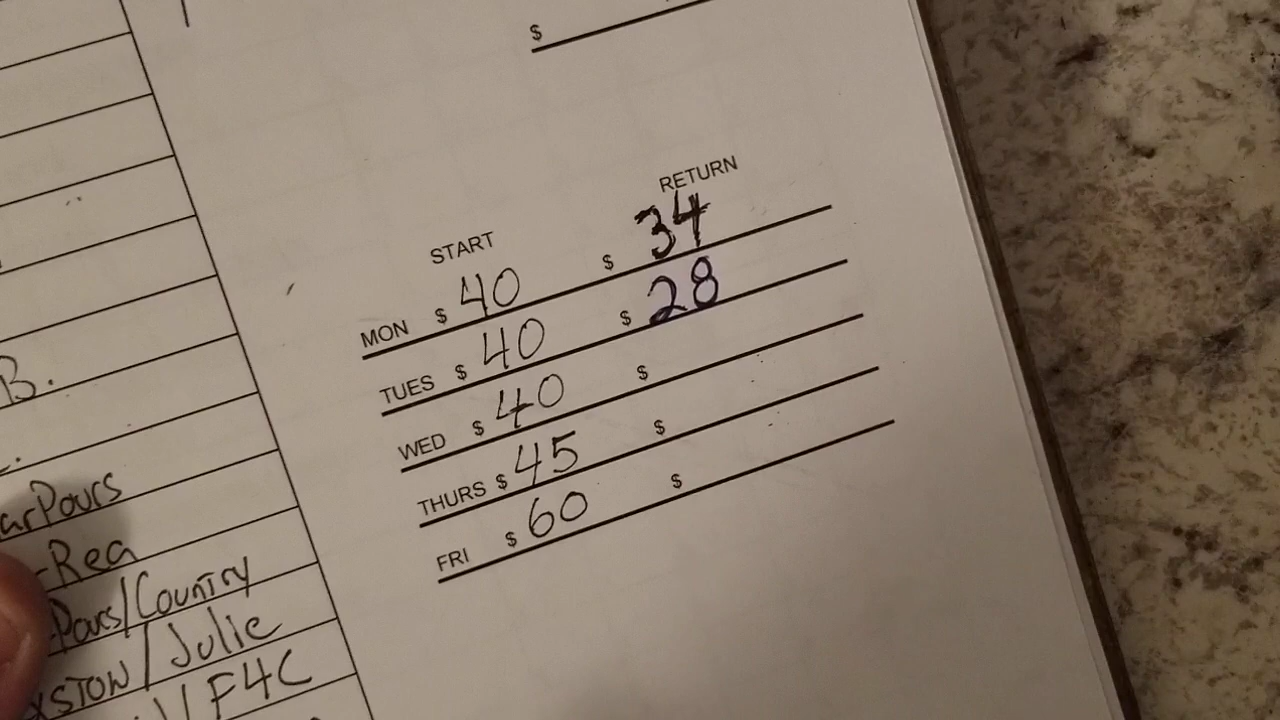 $
START RETURN
MON $ 40 $ 34
TUES $ 40 $ 28
WED $ 40 $
THURS $ 45 $
FRI $ 60 $
B.
Pours
Rea
Pours/Country
/Julie
F4C